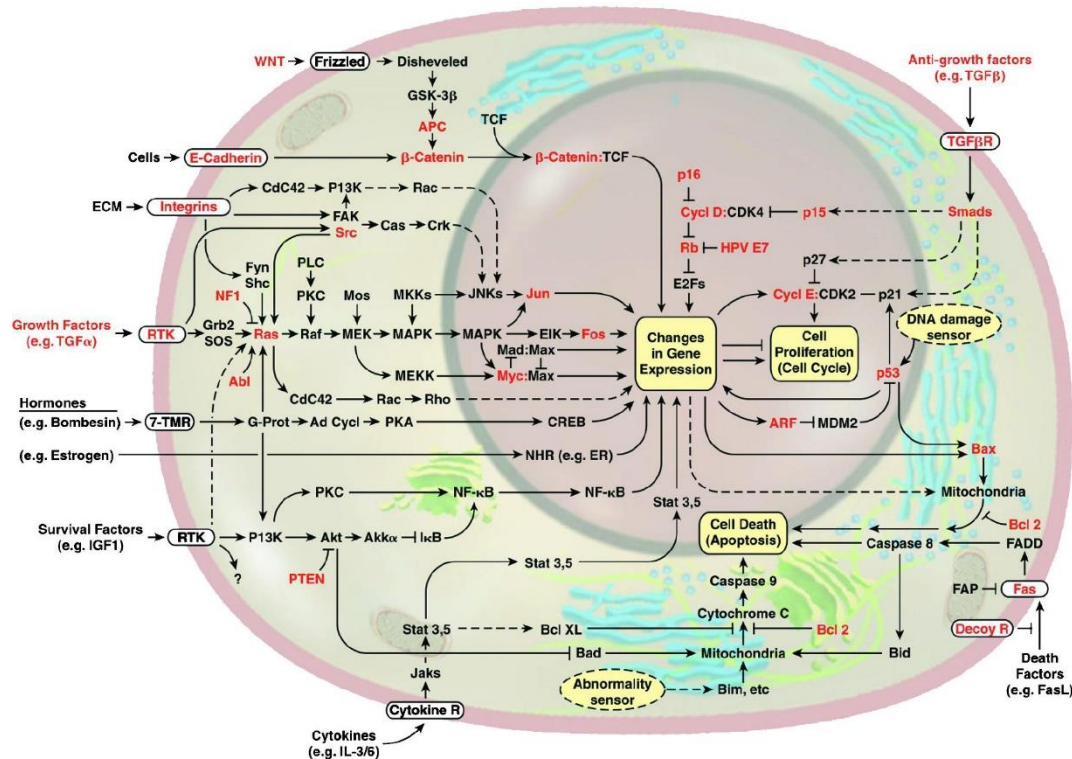 WNT
Frizzled
Disheveled
GSK-3β
APC
TCF
Cells
E-Cadherin
β-Catenin
β-Catenin:TCF
Anti-growth factors
(e.g. TGFβ)
TGFβR
Smads
p16
Cycl D:CDK4
p15
Rb
HPV E7
E2Fs
p27
Cycl E:CDK2
p21
DNA damage
sensor
Cell
Proliferation
(Cell Cycle)
p53
ARF
MDM2
Bax
Mitochondria
Bcl 2
ECM
Integrins
CdC42
P13K
Rac
FAK
Src
Cas
Crk
Fyn
Shc
PLC
NF1
PKC
Mos
MKKs
JNKs
Jun
Growth Factors
(e.g. TGFα)
RTK
Grb2
SOS
Ras
Raf
MEK
MAPK
MAPK
ElK
Fos
Changes
in Gene
Expression
Mad:Max
MEKK
Myc:Max
Abl
CdC42
Rac
Rho
Hormones
(e.g. Bombesin)
7-TMR
G-Prot
Ad Cycl
PKA
CREB
(e.g. Estrogen)
NHR (e.g. ER)
PKC
NF-κB
NF-κB
Stat 3,5
Survival Factors
(e.g. IGF1)
RTK
P13K
Akt
Akkα
IκB
?
PTEN
Stat 3,5
Cell Death
(Apoptosis)
Caspase 8
FADD
Caspase 9
FAP
Fas
Cytochrome C
Stat 3,5
Bcl XL
Bcl 2
Decoy R
Bad
Mitochondria
Bid
Death
Factors
(e.g. FasL)
Jaks
Abnormality
sensor
Bim, etc
Cytokine R
Cytokines
(e.g. IL-3/6)